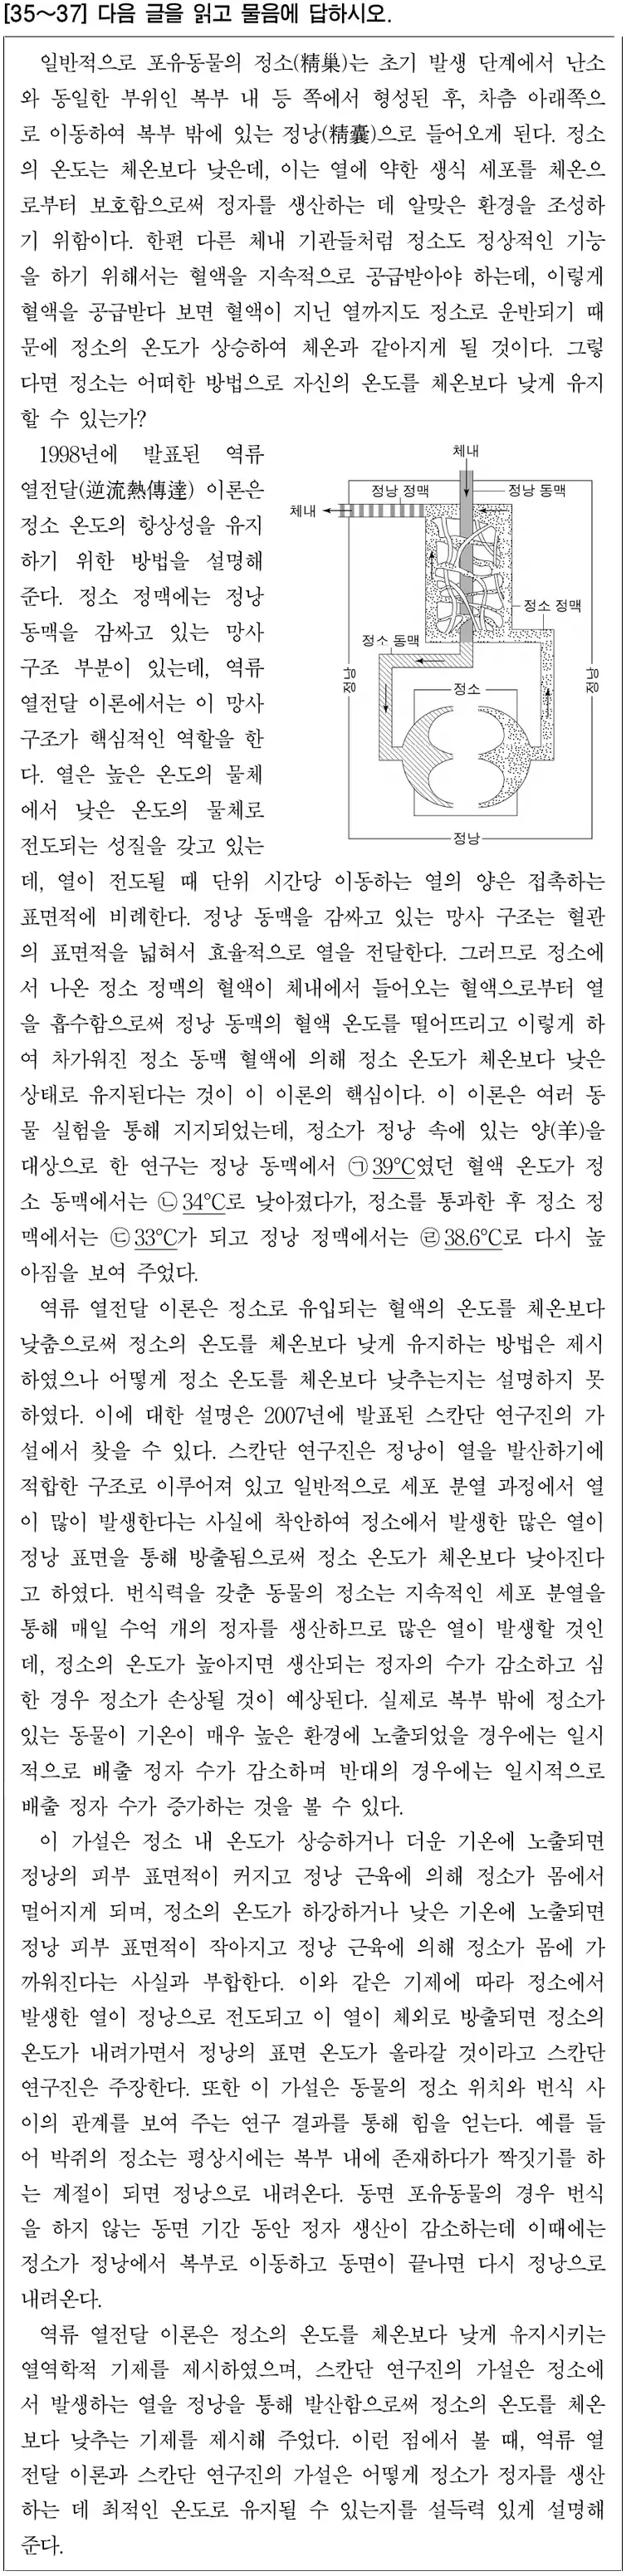 [35～37] 다음 글을 읽고 물음에 답하시오.
일반적으로 포유동물의 정소(精巢)는 초기 발생 단계에서 난소
와 동일한 부위인 복부 내 등 쪽에서 형성된 후, 차츰 아래쪽으
로 이동하여 복부 밖에 있는 정낭(精囊)으로 들어오게 된다. 정소
의 온도는 체온보다 낮은데, 이는 열에 약한 생식 세포를 체온으
로부터 보호함으로써 정자를 생산하는 데 알맞은 환경을 조성하
기 위함이다. 한편 다른 체내 기관들처럼 정소도 정상적인 기능
을 하기 위해서는 혈액을 지속적으로 공급받아야 하는데, 이렇게
혈액을 공급받다 보면 혈액이 지닌 열까지도 정소로 운반되기 때
문에 정소의 온도가 상승하여 체온과 같아지게 될 것이다. 그렇
다면 정소는 어떠한 방법으로 자신의 온도를 체온보다 낮게 유지
할 수 있는가?
1998년에 발표된 역류
열전달(逆流熱傳達) 이론은
정소 온도의 항상성을 유지
하기 위한 방법을 설명해
준다. 정소 정맥에는 정낭
동맥을 감싸고 있는 망사
구조 부분이 있는데, 역류
열전달 이론에서는 이 망사
구조가 핵심적인 역할을 한
다. 열은 높은 온도의 물체
에서 낮은 온도의 물체로
전도되는 성질을 갖고 있는
체내
정낭 정맥
정낭 동맥
체내
정소 정맥
정소 동맥
정낭
정낭
정소
정낭
데, 열이 전도될 때 단위 시간당 이동하는 열의 양은 접촉하는
표면적에 비례한다. 정낭 동맥을 감싸고 있는 망사 구조는 혈관
의 표면적을 넓혀서 효율적으로 열을 전달한다. 그러므로 정소에
서 나온 정소 정맥의 혈액이 체내에서 들어오는 혈액으로부터 열
을 흡수함으로써 정낭 동맥의 혈액 온도를 떨어뜨리고 이렇게 하
여 차가워진 정소 동맥 혈액에 의해 정소 온도가 체온보다 낮은
상태로 유지된다는 것이 이 이론의 핵심이다. 이 이론은 여러 동
물 실험을 통해 지지되었는데, 정소가 정낭 속에 있는 양(羊)을
대상으로 한 연구는 정낭 동맥에서 ㉠39°C였던 혈액 온도가 정
소 동맥에서는 ㉡34°C로 낮아졌다가, 정소를 통과한 후 정소 정
맥에서는 ㉢33°C가 되고 정낭 정맥에서는 ㉣38.6°C로 다시 높
아짐을 보여 주었다.
역류 열전달 이론은 정소로 유입되는 혈액의 온도를 체온보다
낮춤으로써 정소의 온도를 체온보다 낮게 유지하는 방법은 제시
하였으나 어떻게 정소 온도를 체온보다 낮추는지는 설명하지 못
하였다. 이에 대한 설명은 2007년에 발표된 스칸단 연구진의 가
설에서 찾을 수 있다. 스칸단 연구진은 정낭이 열을 발산하기에
적합한 구조로 이루어져 있고 일반적으로 세포 분열 과정에서 열
이 많이 발생한다는 사실에 착안하여 정소에서 발생한 많은 열이
정낭 표면을 통해 방출됨으로써 정소 온도가 체온보다 낮아진다
고 하였다. 번식력을 갖춘 동물의 정소는 지속적인 세포 분열을
통해 매일 수억 개의 정자를 생산하므로 많은 열이 발생할 것인
데, 정소의 온도가 높아지면 생산되는 정자의 수가 감소하고 심
한 경우 정소가 손상될 것이 예상된다. 실제로 복부 밖에 정소가
있는 동물이 기온이 매우 높은 환경에 노출되었을 경우에는 일시
적으로 배출 정자 수가 감소하며 반대의 경우에는 일시적으로
배출 정자 수가 증가하는 것을 볼 수 있다.
이 가설은 정소 내 온도가 상승하거나 더운 기온에 노출되면
정낭의 피부 표면적이 커지고 정낭 근육에 의해 정소가 몸에서
멀어지게 되며, 정소의 온도가 하강하거나 낮은 기온에 노출되면
정낭 피부 표면적이 작아지고 정낭 근육에 의해 정소가 몸에 가
까워진다는 사실과 부합한다. 이와 같은 기제에 따라 정소에서
발생한 열이 정낭으로 전도되고 이 열이 체외로 방출되면 정소의
온도가 내려가면서 정낭의 표면 온도가 올라갈 것이라고 스칸단
연구진은 주장한다. 또한 이 가설은 동물의 정소 위치와 번식 사
이의 관계를 보여 주는 연구 결과를 통해 힘을 얻는다. 예를 들
어 박쥐의 정소는 평상시에는 복부 내에 존재하다가 짝짓기를 하
는 계절이 되면 정낭으로 내려온다. 동면 포유동물의 경우 번식
을 하지 않는 동면 기간 동안 정자 생산이 감소하는데 이때에는
정소가 정낭에서 복부로 이동하고 동면이 끝나면 다시 정낭으로
내려온다.
역류 열전달 이론은 정소의 온도를 체온보다 낮게 유지시키는
열역학적 기제를 제시하였으며, 스칸단 연구진의 가설은 정소에
서 발생하는 열을 정낭을 통해 발산함으로써 정소의 온도를 체온
보다 낮추는 기제를 제시해 주었다. 이런 점에서 볼 때, 역류 열
전달 이론과 스칸단 연구진의 가설은 어떻게 정소가 정자를 생산
하는 데 최적인 온도로 유지될 수 있는지를 설득력 있게 설명해
준다.